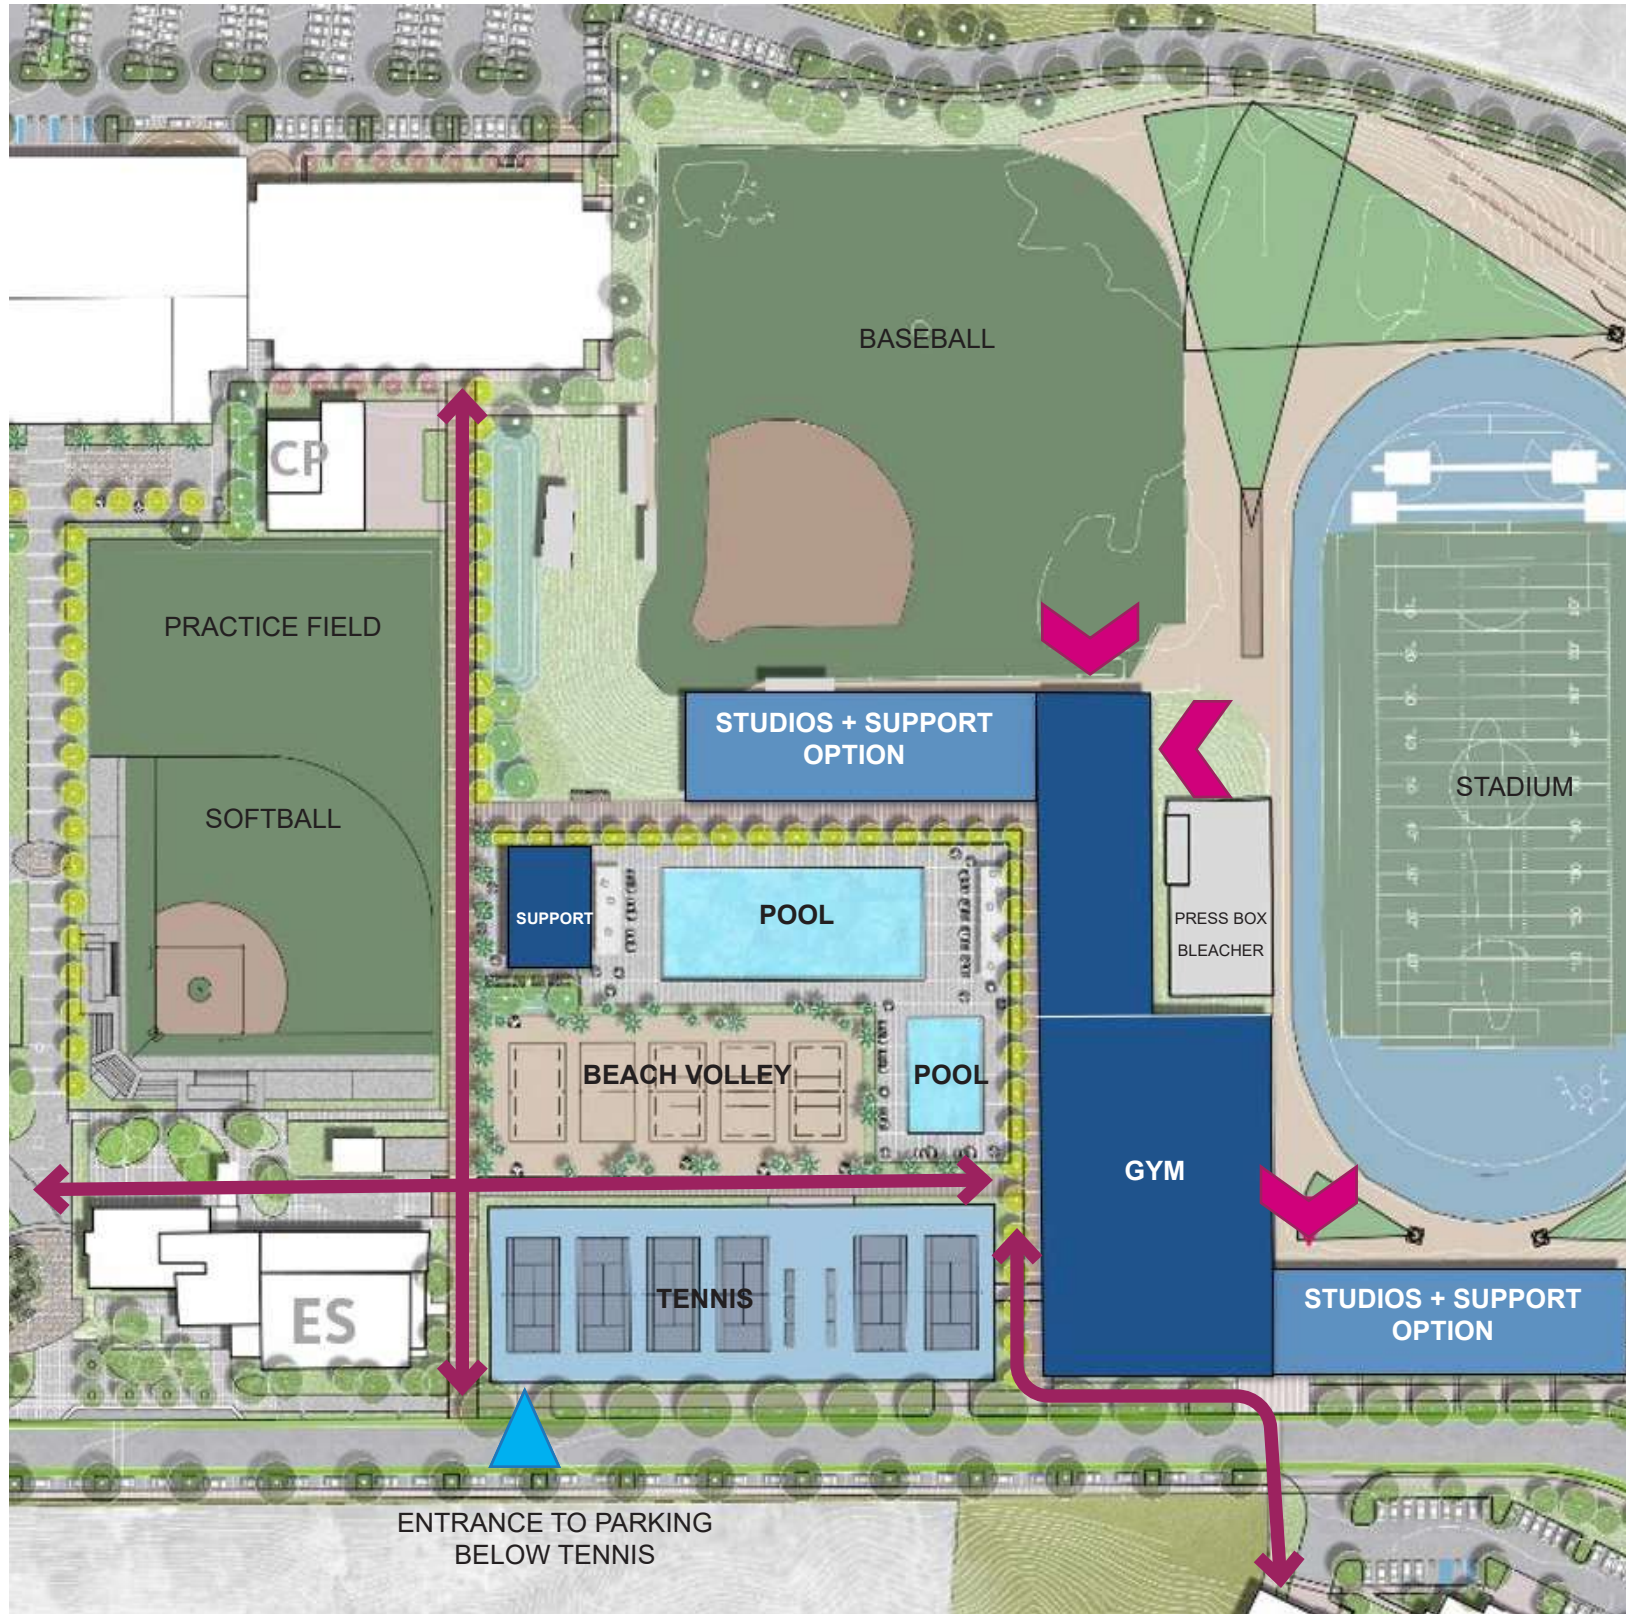 BASEBALL
CP
PRACTICE FIELD
STUDIOS + SUPPORT
OPTION
STADIUM
SOFTBALL
SUPPORT
POOL
PRESS BOX
BLEACHER
BEACH VOLLEY
POOL
GYM
TENNIS
ES
STUDIOS + SUPPORT
OPTION
ENTRANCE TO PARKING
BELOW TENNIS